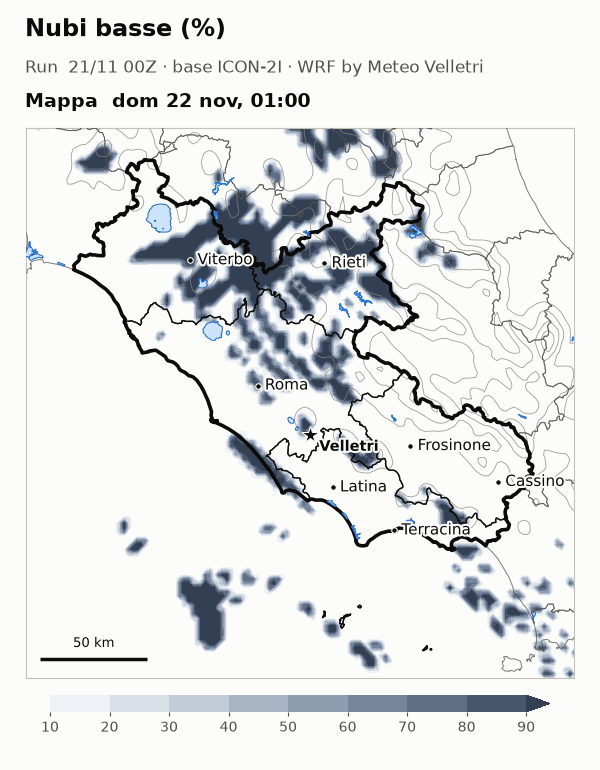 Nubi basse (%)
Run 21/11 00Z · base ICON-2I · WRF by Meteo Velletri
Mappa dom 22 nov, 01:00
Viterbo
Rieti
Roma
Velletri
Frosinone
Cassino
Latina
Terracina
50 km
10 20 30 40 50 60 70 80 90